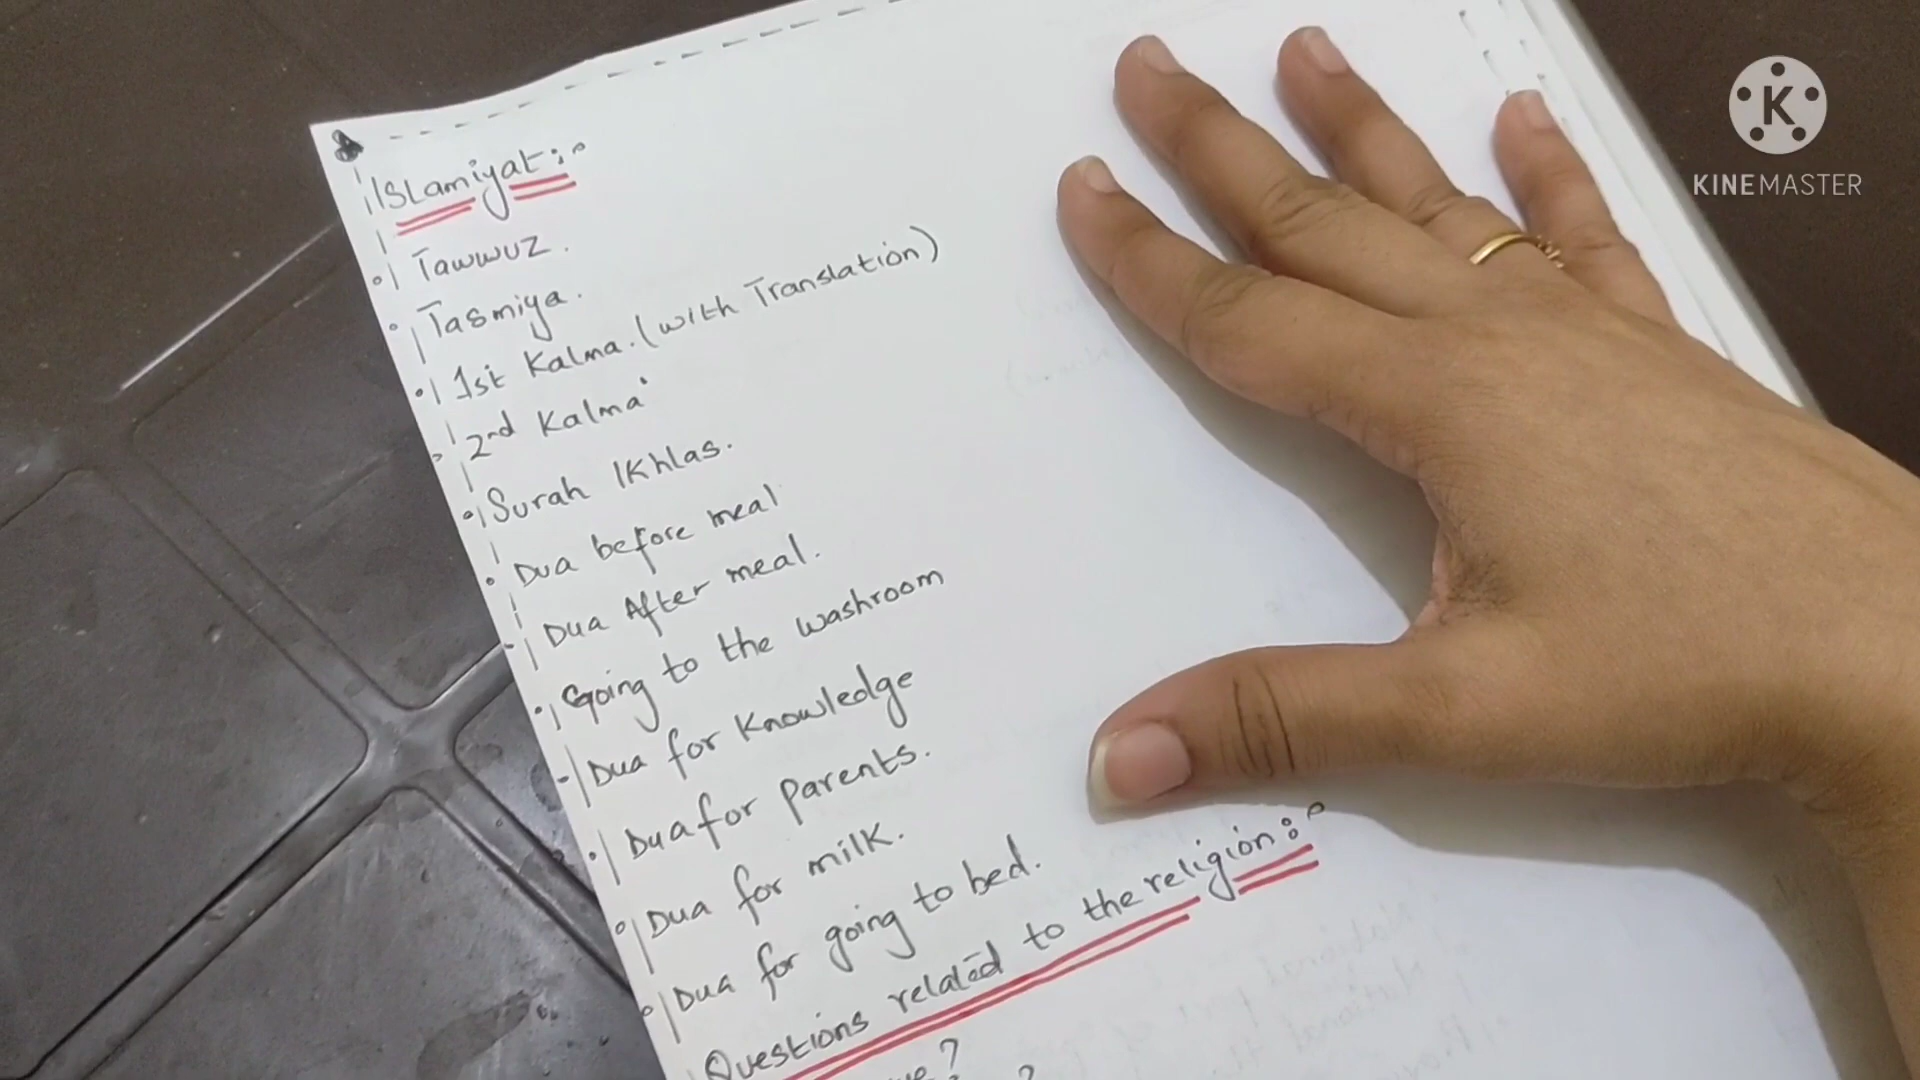 Islamiyat:
Tawwuz.
Tasmiya.
1st Kalma. (with Translation)
2nd Kalma
Surah Ikhlas.
Dua before meal
Dua After meal.
Going to the washroom
Dua for Knowledge
Dua for parents.
Dua for milk.
Dua for going to bed.
Questions related to the religion:
?
?
K
KINEMASTER